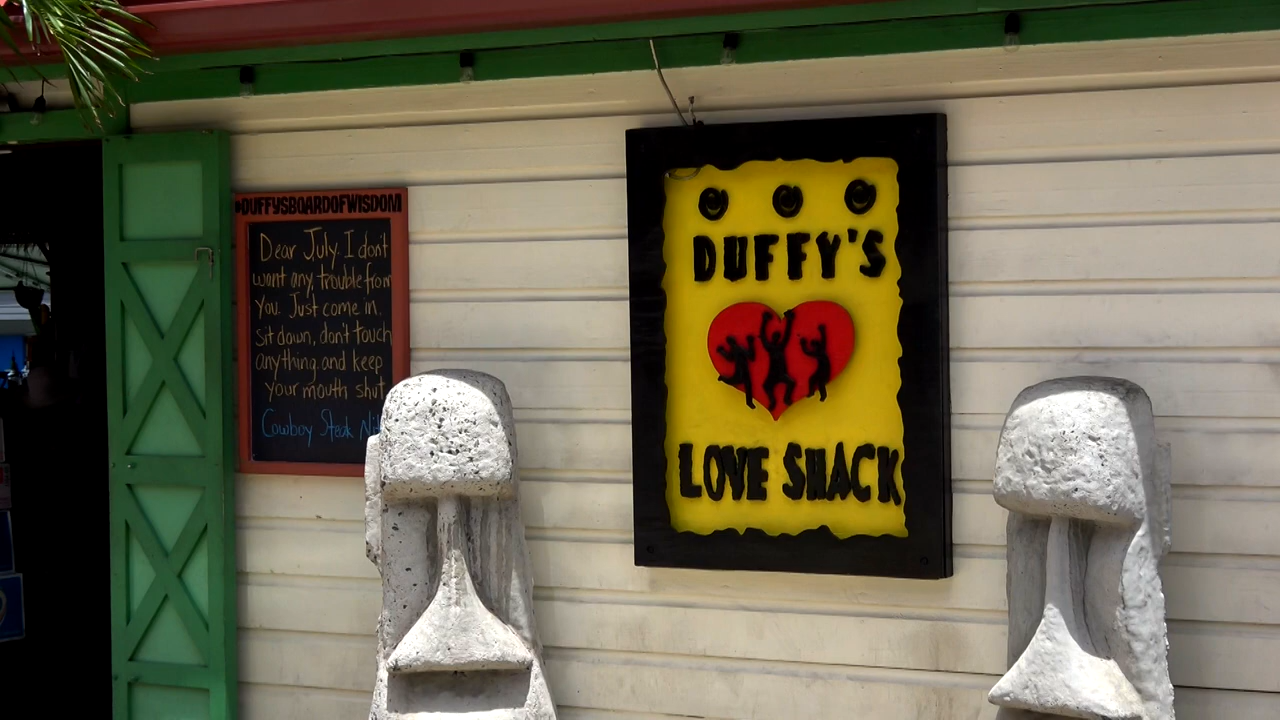 #DUFFYSBOARDOFWISDOM
Dear July. I don't
want any, trouble from
You. Just come in,
sit down, don't touch
anything. and keep
your mouth shut
Cowboy Steak
DUFFY'S
LOVE SHACK